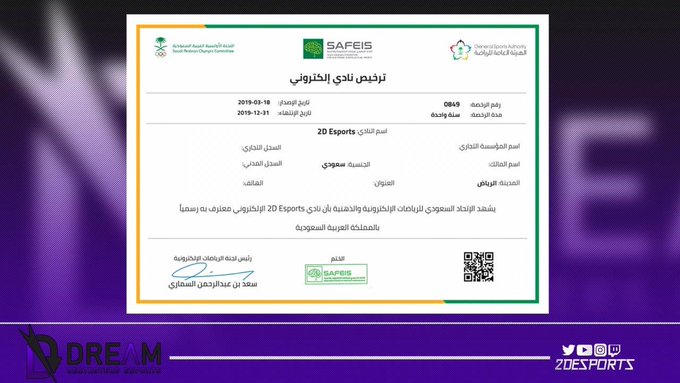 اللجنة الأولمبية العربية السعودية
Saudi Arabian Olympic Committee
SAFEIS
General Sports Authority
الهيئة العامة للرياضة
ترخيص نادي إلكتروني
رقم الرخصة: 0849
تاريخ الإصدار: 2019-03-18
مدة الرخصة: سنة واحدة
تاريخ الإنتهاء: 2019-12-31
اسم النادي: 2D Esports
اسم المؤسسة التجاري:
السجل التجاري:
اسم المالك:
الجنسية: سعودي
السجل المدني:
المدينة: الرياض
العنوان:
الهاتف:
يشهد الإتحاد السعودي للرياضات الإلكترونية والذهنية بأن نادي 2D Esports الإلكتروني معترف به رسمياً
بالمملكة العربية السعودية
الختم
رئيس لجنة الرياضات الإلكترونية
SAFEIS
سعد بن عبدالرحمن السماري
DREAM
2DESPORTS